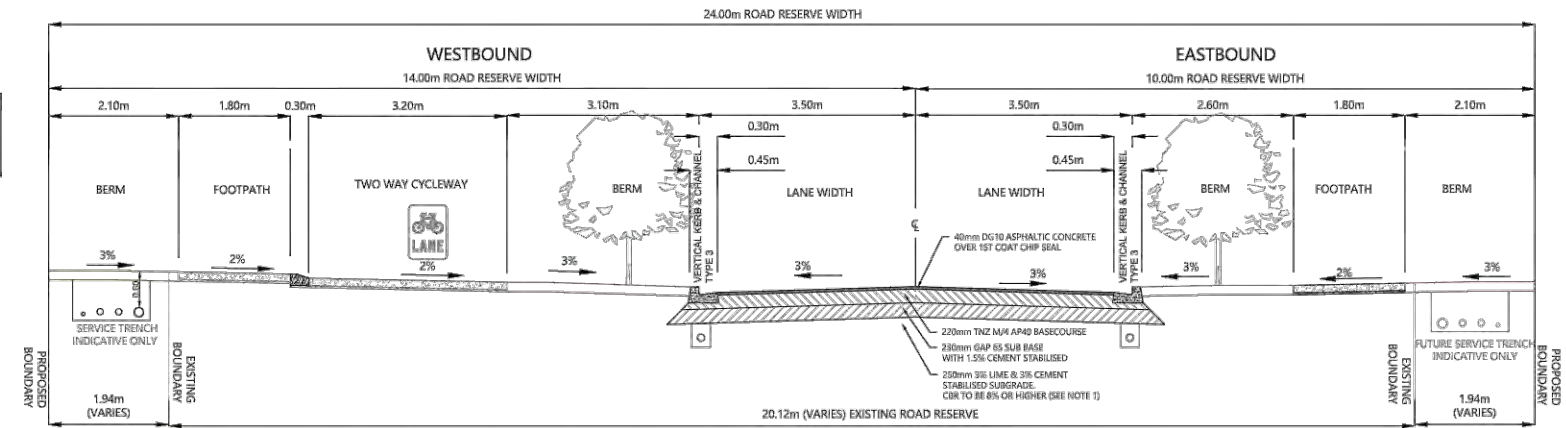 24.00m ROAD RESERVE WIDTH
WESTBOUND
EASTBOUND
14.00m ROAD RESERVE WIDTH
10.00m ROAD RESERVE WIDTH
2.10m
1.80m
0.30m
3.20m
3.10m
3.50m
3.50m
2.60m
1.80m
2.10m
0.30m
0.30m
0.45m
0.45m
BERM
FOOTPATH
TWO WAY CYCLEWAY
BERM
VERTICAL KERB & CHANNEL
TYPE 3
LANE WIDTH
LANE WIDTH
VERTICAL KERB & CHANNEL
TYPE 3
BERM
FOOTPATH
BERM
LANE
℄
40mm DG10 ASPHALTIC CONCRETE
OVER 1ST COAT CHIP SEAL
3%
2%
2%
3%
3%
3%
3%
2%
3%
SERVICE TRENCH
INDICATIVE ONLY
220mm TNZ M/4 AP40 BASECOURSE
230mm GAP 65 SUB BASE
WITH 1.5% CEMENT STABILISED
250mm 3% LIME & 3% CEMENT
STABILISED SUBGRADE.
CBR TO BE 8% OR HIGHER (SEE NOTE 1)
FUTURE SERVICE TRENCH
INDICATIVE ONLY
PROPOSED
BOUNDARY
EXISTING
BOUNDARY
EXISTING
BOUNDARY
PROPOSED
BOUNDARY
1.94m
(VARIES)
20.12m (VARIES) EXISTING ROAD RESERVE
1.94m
(VARIES)